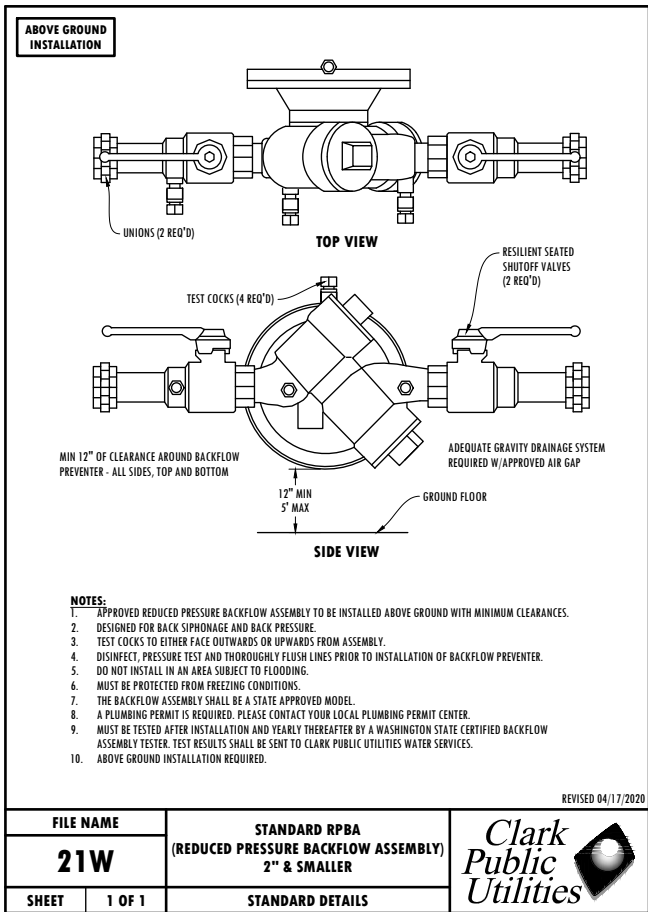 ABOVE GROUND
INSTALLATION
UNIONS (2 REQ'D)
TOP VIEW
RESILIENT SEATED
SHUTOFF VALVES
(2 REQ'D)
TEST COCKS (4 REQ'D)
MIN 12" OF CLEARANCE AROUND BACKFLOW
PREVENTER - ALL SIDES, TOP AND BOTTOM
ADEQUATE GRAVITY DRAINAGE SYSTEM
REQUIRED W/APPROVED AIR GAP
12" MIN
5' MAX
GROUND FLOOR
SIDE VIEW
NOTES:
1. APPROVED REDUCED PRESSURE BACKFLOW ASSEMBLY TO BE INSTALLED ABOVE GROUND WITH MINIMUM CLEARANCES.
2. DESIGNED FOR BACK SIPHONAGE AND BACK PRESSURE.
3. TEST COCKS TO EITHER FACE OUTWARDS OR UPWARDS FROM ASSEMBLY.
4. DISINFECT, PRESSURE TEST AND THOROUGHLY FLUSH LINES PRIOR TO INSTALLATION OF BACKFLOW PREVENTER.
5. DO NOT INSTALL IN AN AREA SUBJECT TO FLOODING.
6. MUST BE PROTECTED FROM FREEZING CONDITIONS.
7. THE BACKFLOW ASSEMBLY SHALL BE A STATE APPROVED MODEL.
8. A PLUMBING PERMIT IS REQUIRED. PLEASE CONTACT YOUR LOCAL PLUMBING PERMIT CENTER.
9. MUST BE TESTED AFTER INSTALLATION AND YEARLY THEREAFTER BY A WASHINGTON STATE CERTIFIED BACKFLOW
ASSEMBLY TESTER. TEST RESULTS SHALL BE SENT TO CLARK PUBLIC UTILITIES WATER SERVICES.
10. ABOVE GROUND INSTALLATION REQUIRED.
REVISED 04/17/2020
FILE NAME
21W
SHEET 1 OF 1
STANDARD RPBA
(REDUCED PRESSURE BACKFLOW ASSEMBLY)
2" & SMALLER
STANDARD DETAILS
Clark
Public
Utilities